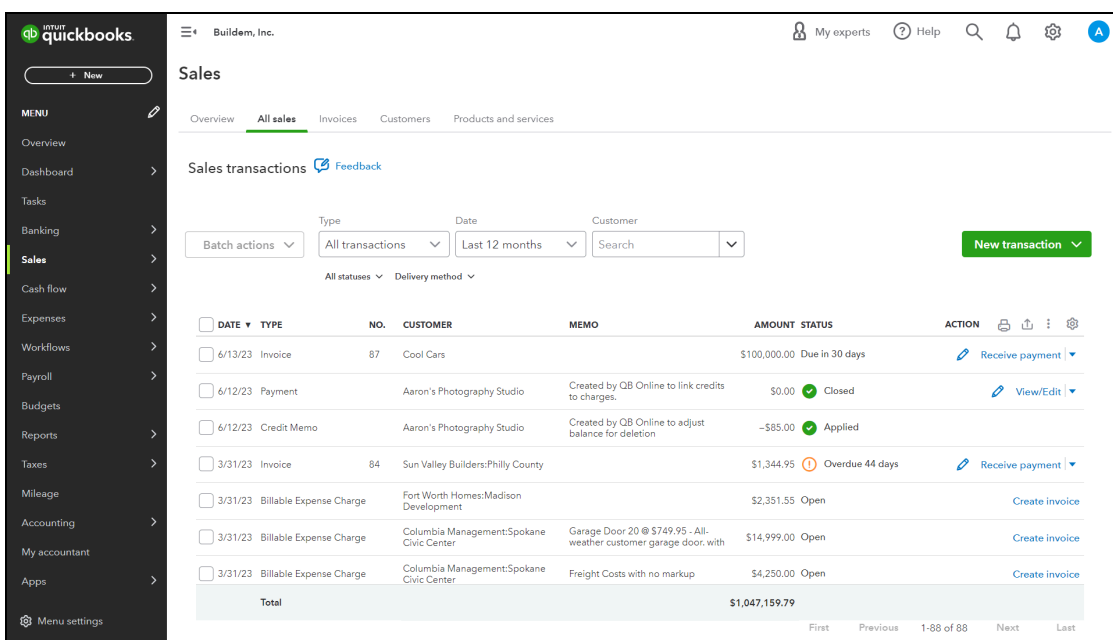 INTUIT
qb quickbooks.
Buildem, Inc.
My experts
Help
A
+ New
MENU
Overview
Dashboard
Tasks
Banking
Sales
Cash flow
Expenses
Workflows
Payroll
Budgets
Reports
Taxes
Mileage
Accounting
My accountant
Apps
Menu settings
Sales
Overview All sales Invoices Customers Products and services
Sales transactions Feedback
Type Date Customer
Batch actions All transactions Last 12 months Search New transaction
All statuses Delivery method
DATE ▼ TYPE NO. CUSTOMER MEMO AMOUNT STATUS ACTION
6/13/23 Invoice 87 Cool Cars $100,000.00 Due in 30 days Receive payment
6/12/23 Payment Aaron's Photography Studio Created by QB Online to link credits
to charges. $0.00 Closed View/Edit
6/12/23 Credit Memo Aaron's Photography Studio Created by QB Online to adjust
balance for deletion -$85.00 Applied
3/31/23 Invoice 84 Sun Valley Builders:Philly County $1,344.95 Overdue 44 days Receive payment
3/31/23 Billable Expense Charge Fort Worth Homes:Madison
Development $2,351.55 Open Create invoice
3/31/23 Billable Expense Charge Columbia Management:Spokane
Civic Center Garage Door 20 @ $749.95 - All-
weather customer garage door. with $14,999.00 Open Create invoice
3/31/23 Billable Expense Charge Columbia Management:Spokane
Civic Center Freight Costs with no markup $4,250.00 Open Create invoice
Total $1,047,159.79
First Previous 1-88 of 88 Next Last